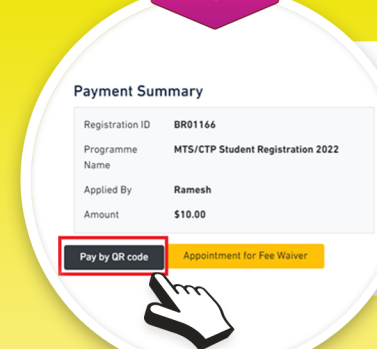 Payment Summary
Registration ID BR01166
Programme Name MTS/CTP Student Registration 2022
Applied By Ramesh
Amount $10.00
Pay by QR code Appointment for Fee Waiver